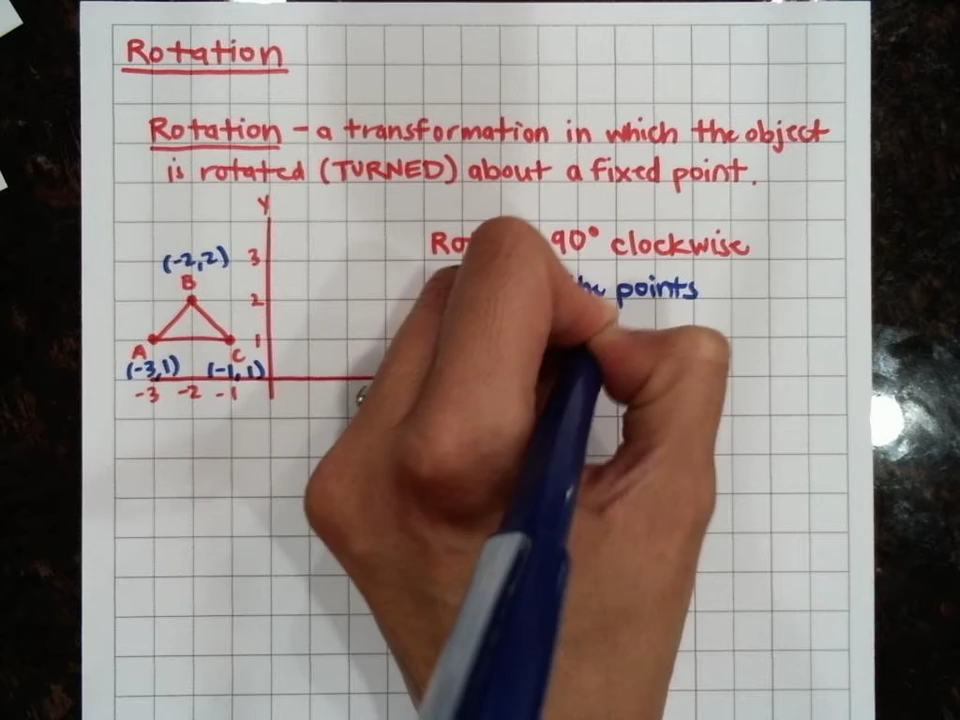 Rotation
Rotation - a transformation in which the object
is rotated (TURNED) about a fixed point.
Y
90° clockwise
points
(-2,2) 3
B
2
1
A C
(-3,1) (-1,1)
-3 -2 -1